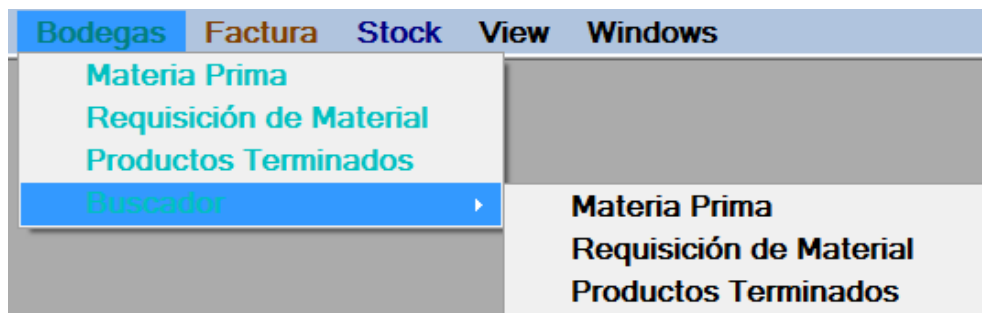 Bodegas Factura Stock View Windows
Materia Prima
Requisición de Material
Productos Terminados
Buscador
Materia Prima
Requisición de Material
Productos Terminados